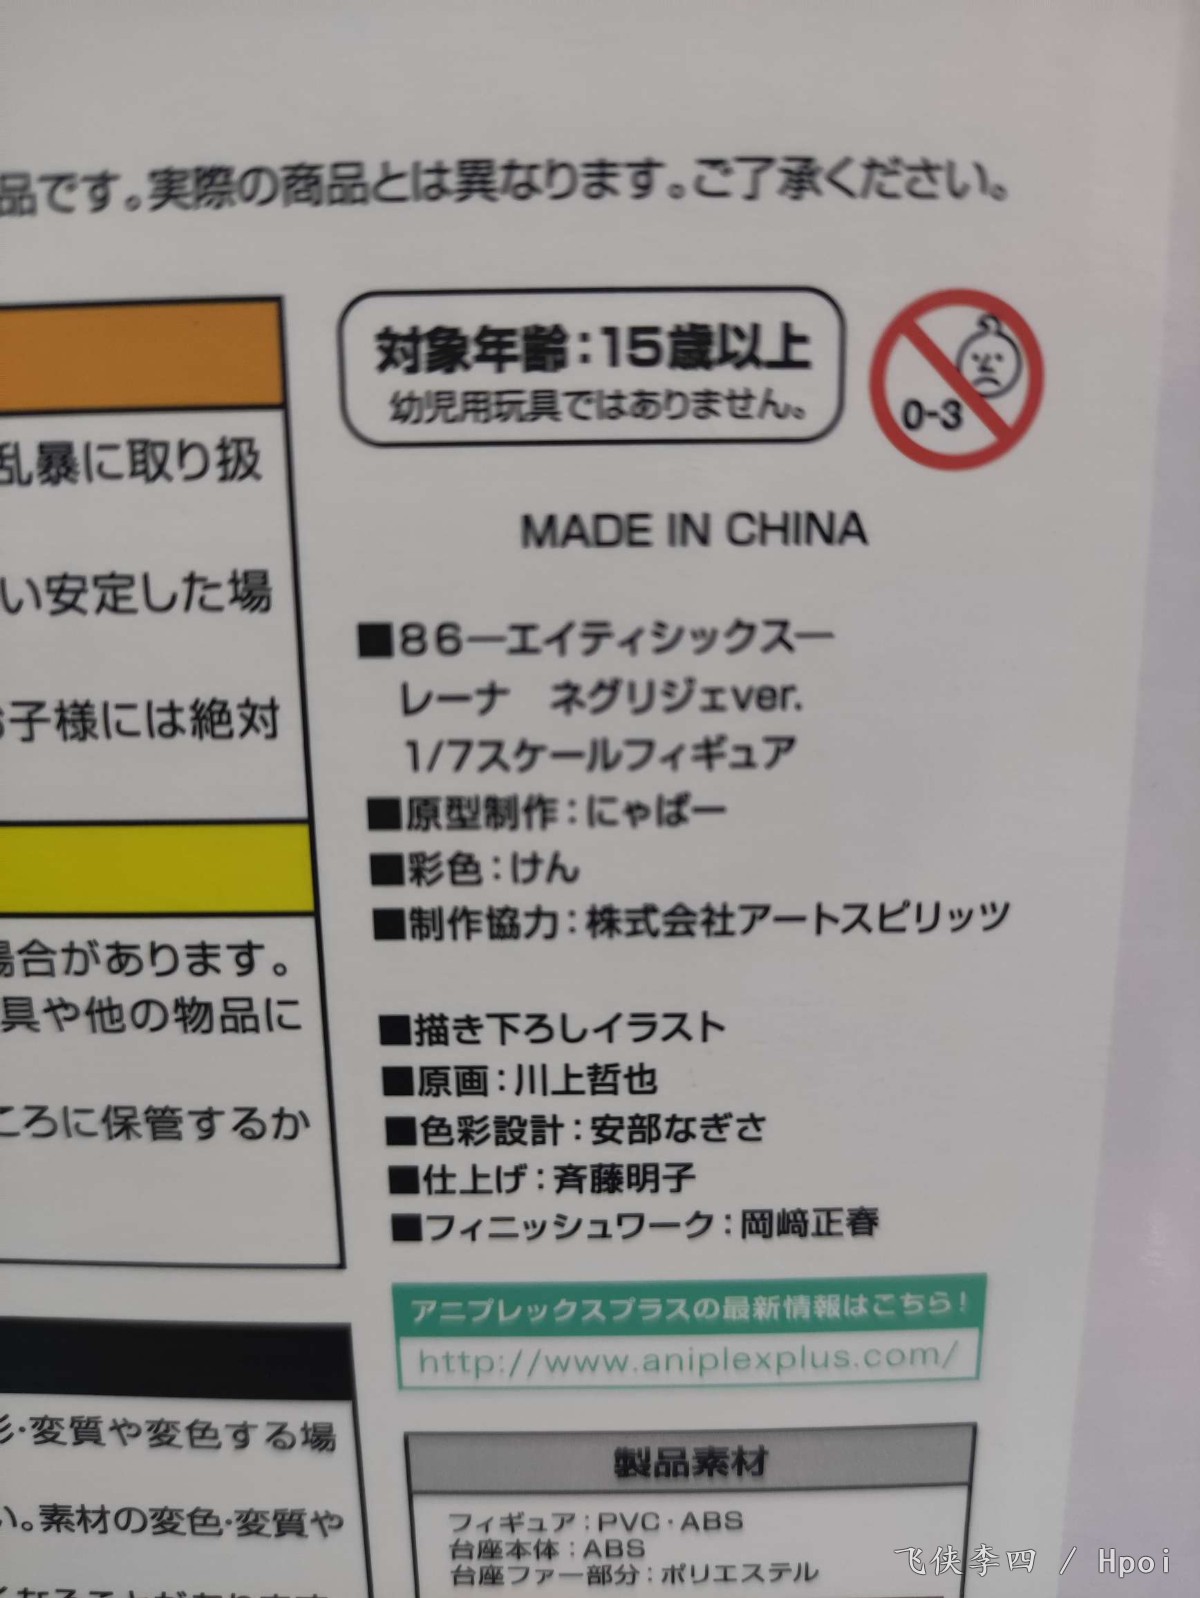 品です。実際の商品とは異なります。ご了承ください。
乱暴に取り扱
い安定した場
お子様には絶対
場合があります。
具や他の物品に
ころに保管するか
形・変質や変色する場
い。素材の変色・変質や
対象年齢：15歳以上
幼児用玩具ではありません。
0-3
MADE IN CHINA
■86―エイティシックス―
レーナ　ネグリジェver.
1/7スケールフィギュア
■原型制作：にゃばー
■彩色：けん
■制作協力：株式会社アートスピリッツ
■描き下ろしイラスト
■原画：川上哲也
■色彩設計：安部なぎさ
■仕上げ：斉藤明子
■フィニッシュワーク：岡﨑正春
アニプレックスプラスの最新情報はこちら！
http://www.aniplexplus.com/
製品素材
フィギュア：PVC・ABS
台座本体：ABS
台座ファー部分：ポリエステル
飞侠李四 / Hpoi